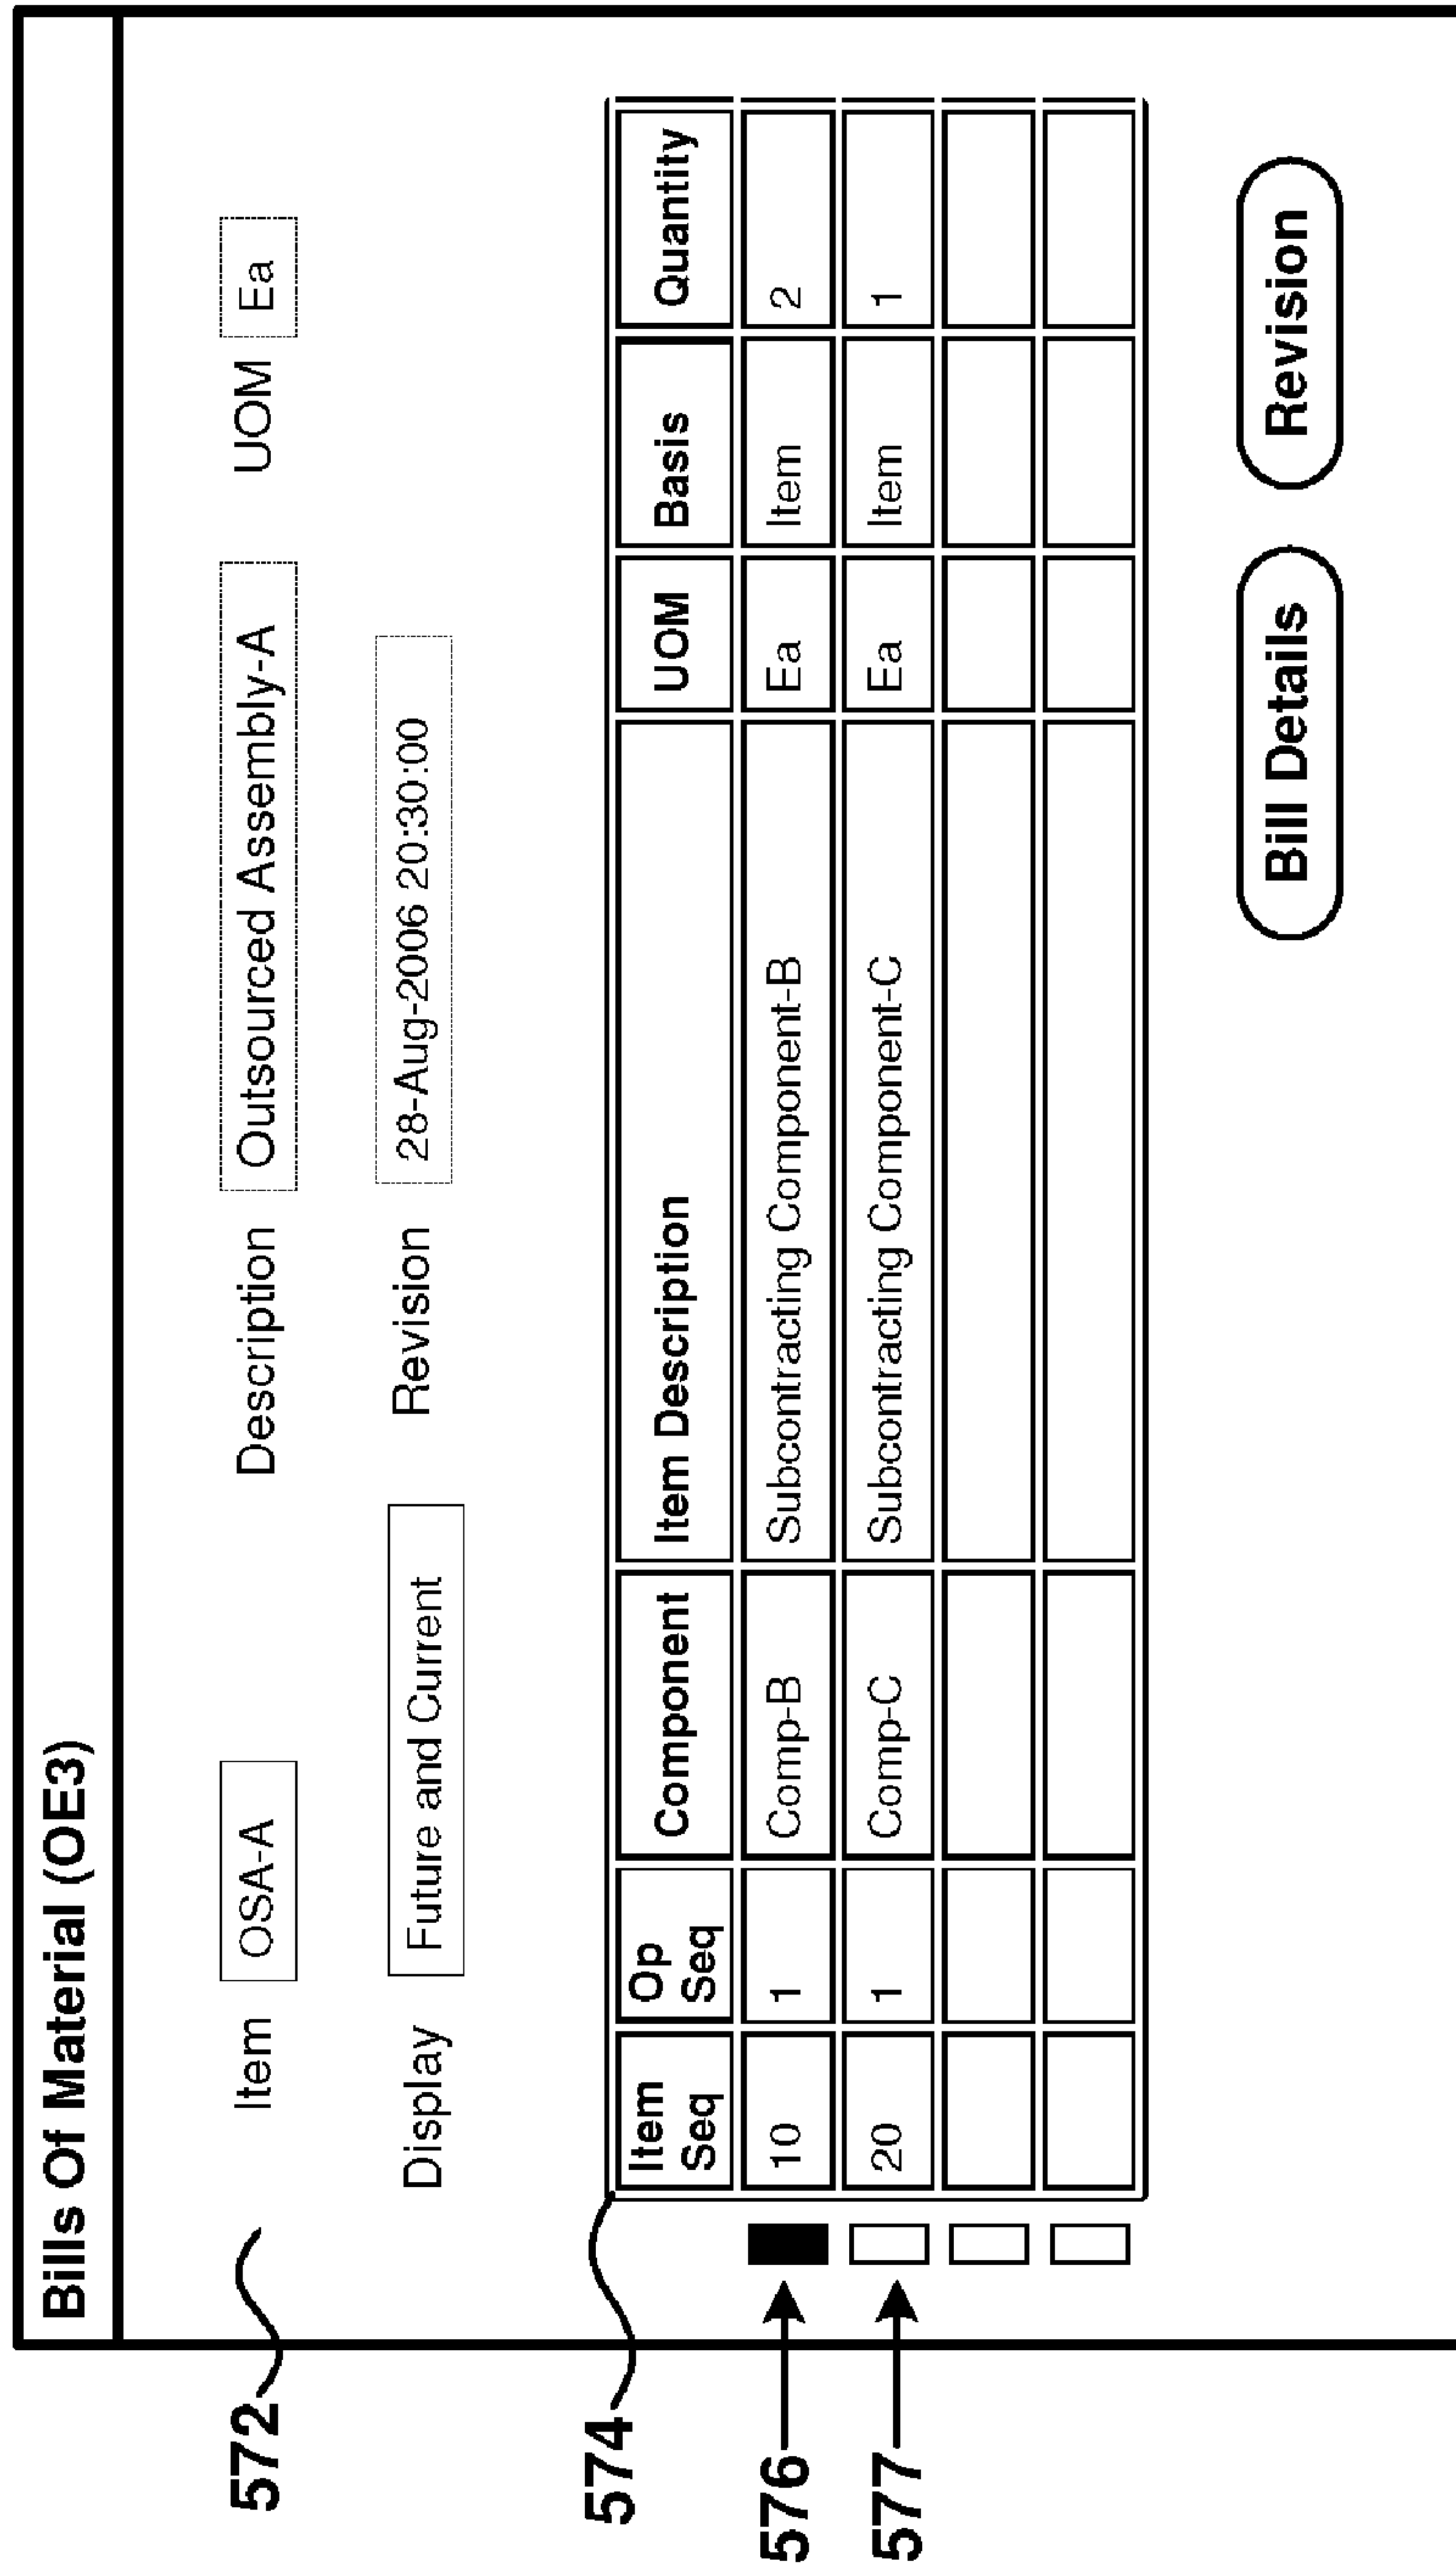 Bills Of Material (OE3)
572
Item OSA-A Description Outsourced Assembly-A UOM Ea
Display Future and Current Revision 28-Aug-2006 20:30:00
574
Item Seq Op Seq Component Item Description UOM Basis Quantity
576 10 1 Comp-B Subcontracting Component-B Ea Item 2
577 20 1 Comp-C Subcontracting Component-C Ea Item 1
Bill Details Revision